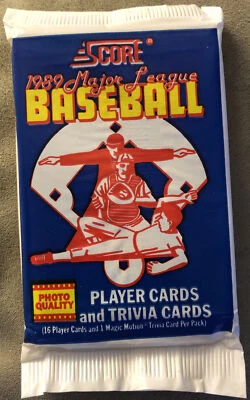 SCORE®
1989 Major League
BASEBALL
PHOTO
QUALITY
PLAYER CARDS
and TRIVIA CARDS
(16 Player Cards and 1 Magic Motion Trivia Card Per Pack)